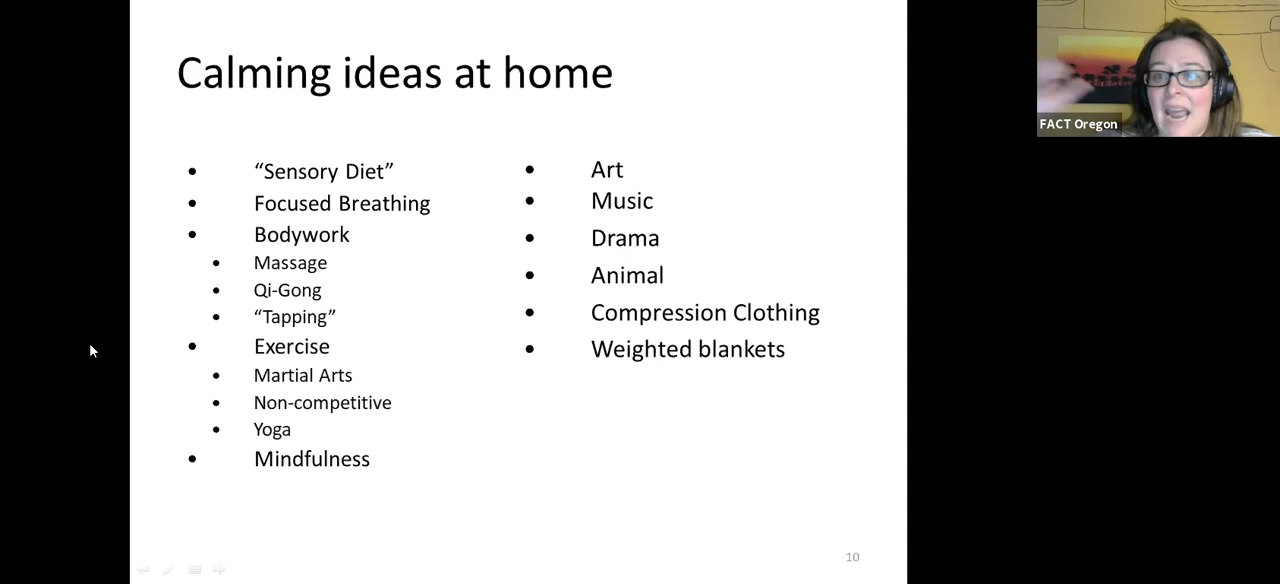 Calming ideas at home
• “Sensory Diet”
• Focused Breathing
• Bodywork
• Massage
• Qi-Gong
• “Tapping”
• Exercise
• Martial Arts
• Non-competitive
• Yoga
• Mindfulness
• Art
• Music
• Drama
• Animal
• Compression Clothing
• Weighted blankets
10
FACT Oregon